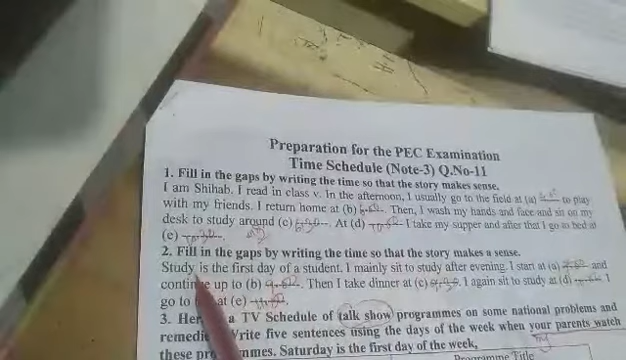 Preparation for the PEC Examination
Time Schedule (Note-3) Q.No-11
1. Fill in the gaps by writing the time so that the story makes sense.
I am Shihab. I read in class v. In the afternoon, I usually go to the field at (a) to play
with my friends. I return home at (b) Then, I wash my hands and face and sit on my
desk to study around (c) 6.30. At (d) I take my supper and after that I go to bed at
(e)
2. Fill in the gaps by writing the time so that the story makes a sense.
Study is the first day of a student. I mainly sit to study after evening. I start at (a) and
continue up to (b) Then I take dinner at (c) I again sit to study at (d) I
go to at (e)
3. Her a TV Schedule of talk show programmes on some national problems and
remedie Write five sentences using the days of the week when your parents watch
these pro mmes. Saturday is the first day of the week,
Programme Title